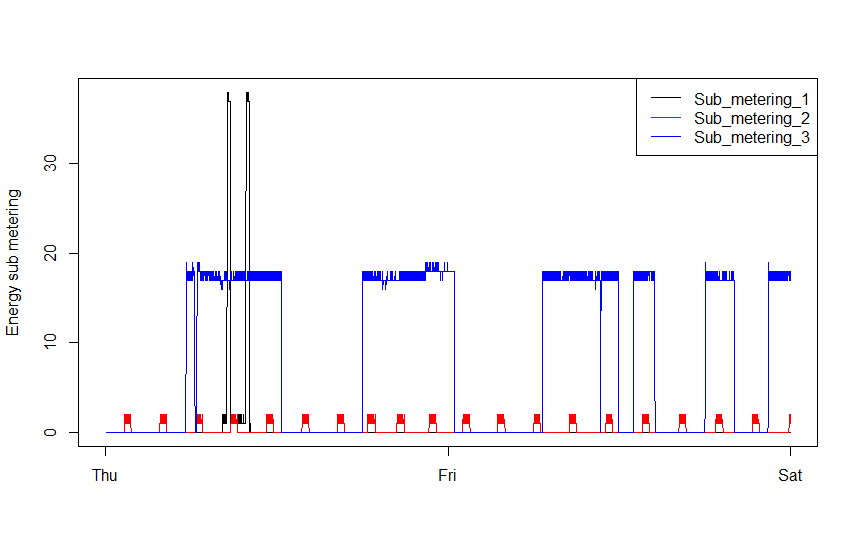 Sub_metering_1
Sub_metering_2
Sub_metering_3
Energy sub metering
30
20
10
0
Thu
Fri
Sat